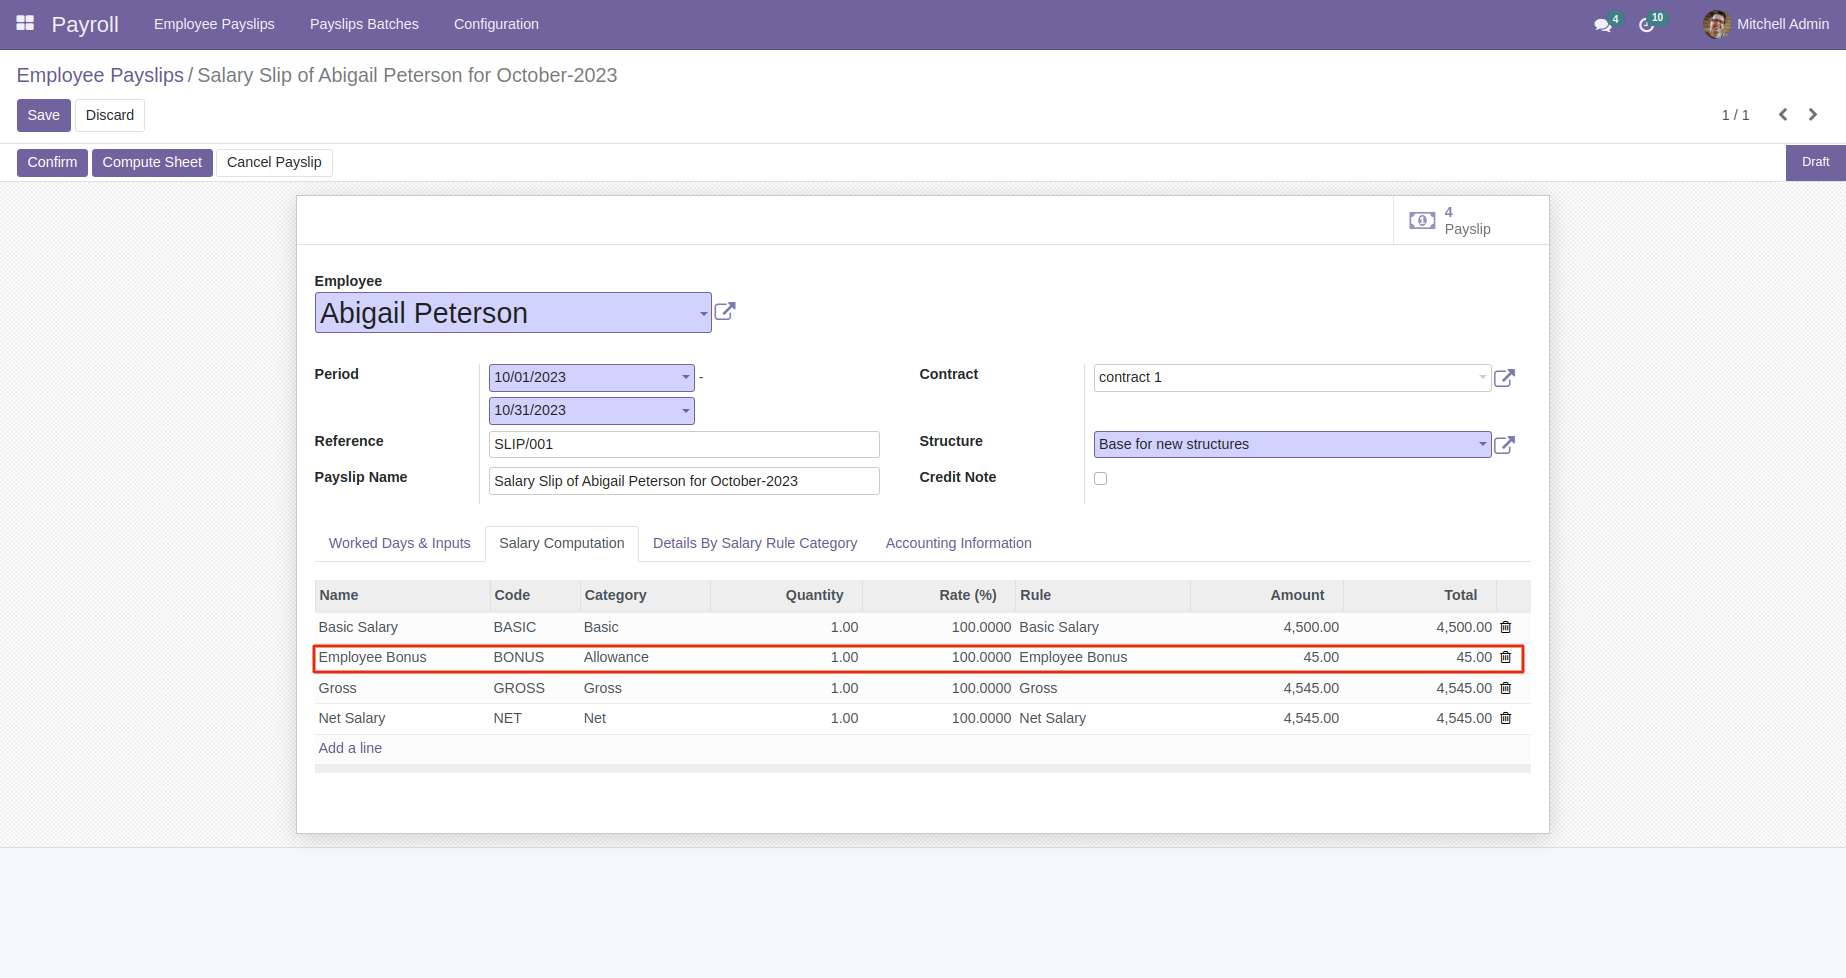 Payroll Employee Payslips Payslips Batches Configuration 4 10 Mitchell Admin
Employee Payslips / Salary Slip of Abigail Peterson for October-2023
Save Discard 1 / 1
Confirm Compute Sheet Cancel Payslip Draft
4
Payslip
Employee
Abigail Peterson
Period 10/01/2023 - Contract contract 1
10/31/2023
Reference SLIP/001 Structure Base for new structures
Payslip Name Salary Slip of Abigail Peterson for October-2023 Credit Note
Worked Days & Inputs Salary Computation Details By Salary Rule Category Accounting Information
Name Code Category Quantity Rate (%) Rule Amount Total
Basic Salary BASIC Basic 1.00 100.0000 Basic Salary 4,500.00 4,500.00
Employee Bonus BONUS Allowance 1.00 100.0000 Employee Bonus 45.00 45.00
Gross GROSS Gross 1.00 100.0000 Gross 4,545.00 4,545.00
Net Salary NET Net 1.00 100.0000 Net Salary 4,545.00 4,545.00
Add a line